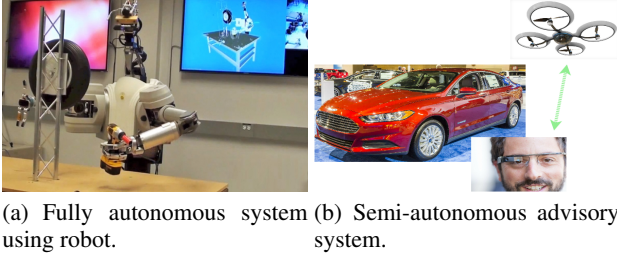 (a) Fully autonomous system
using robot.
(b) Semi-autonomous advisory
system.